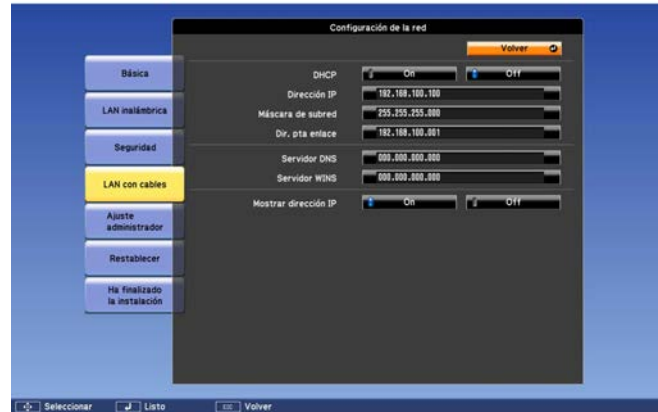 Configuración de la red
Volver
Básica
LAN inalámbrica
Seguridad
LAN con cables
Ajuste
administrador
Restablecer
Ha finalizado
la instalación
DHCP On Off
Dirección IP 192.168.100.100
Máscara de subred 255.255.255.000
Dir. pta enlace 192.168.100.001
Servidor DNS 000.000.000.000
Servidor WINS 000.000.000.000
Mostrar dirección IP On Off
Seleccionar Listo Volver